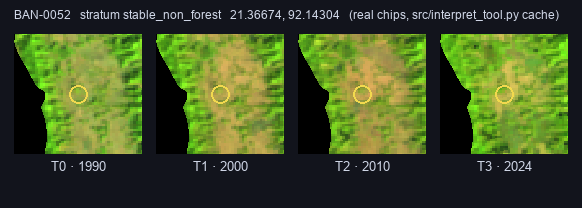 BAN-0052 stratum stable_non_forest 21.36674, 92.14304 (real chips, src/interpret_tool.py cache)
T0 · 1990 T1 · 2000 T2 · 2010 T3 · 2024